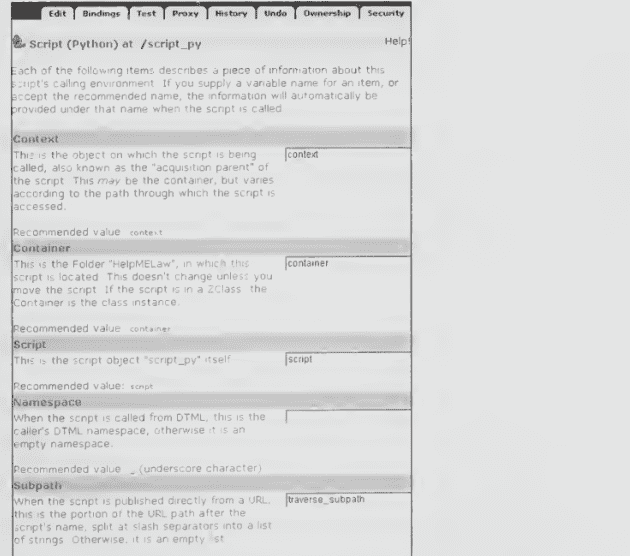 Edit Bindings Test Proxy History Undo Ownership Security
Script (Python) at /script_py Help!
Each of the following items describes a piece of information about this
script's calling environment. If you supply a variable name for an item, or
accept the recommended name, the information will automatically be
provided under that name when the script is called.
Context
This is the object on which the script is being context
called, also known as the "acquisition parent" of
the script. This may be the container, but varies
according to the path through which the script is
accessed.
Recommended value: context
Container
This is the Folder "HelpMELaw", in which this container
script is located. This doesn't change unless you
move the script. If the script is in a ZClass, the
Container is the class instance.
Recommended value: container
Script
This is the script object "script_py" itself. script
Recommended value: script
Namespace
When the script is called from DTML, this is the
caller's DTML namespace, otherwise it is an
empty namespace.
Recommended value: _ (underscore character)
Subpath
When the script is published directly from a URL, traverse_subpath
this is the portion of the URL path after the
script's name, split at slash separators into a list
of strings. Otherwise, it is an empty list.